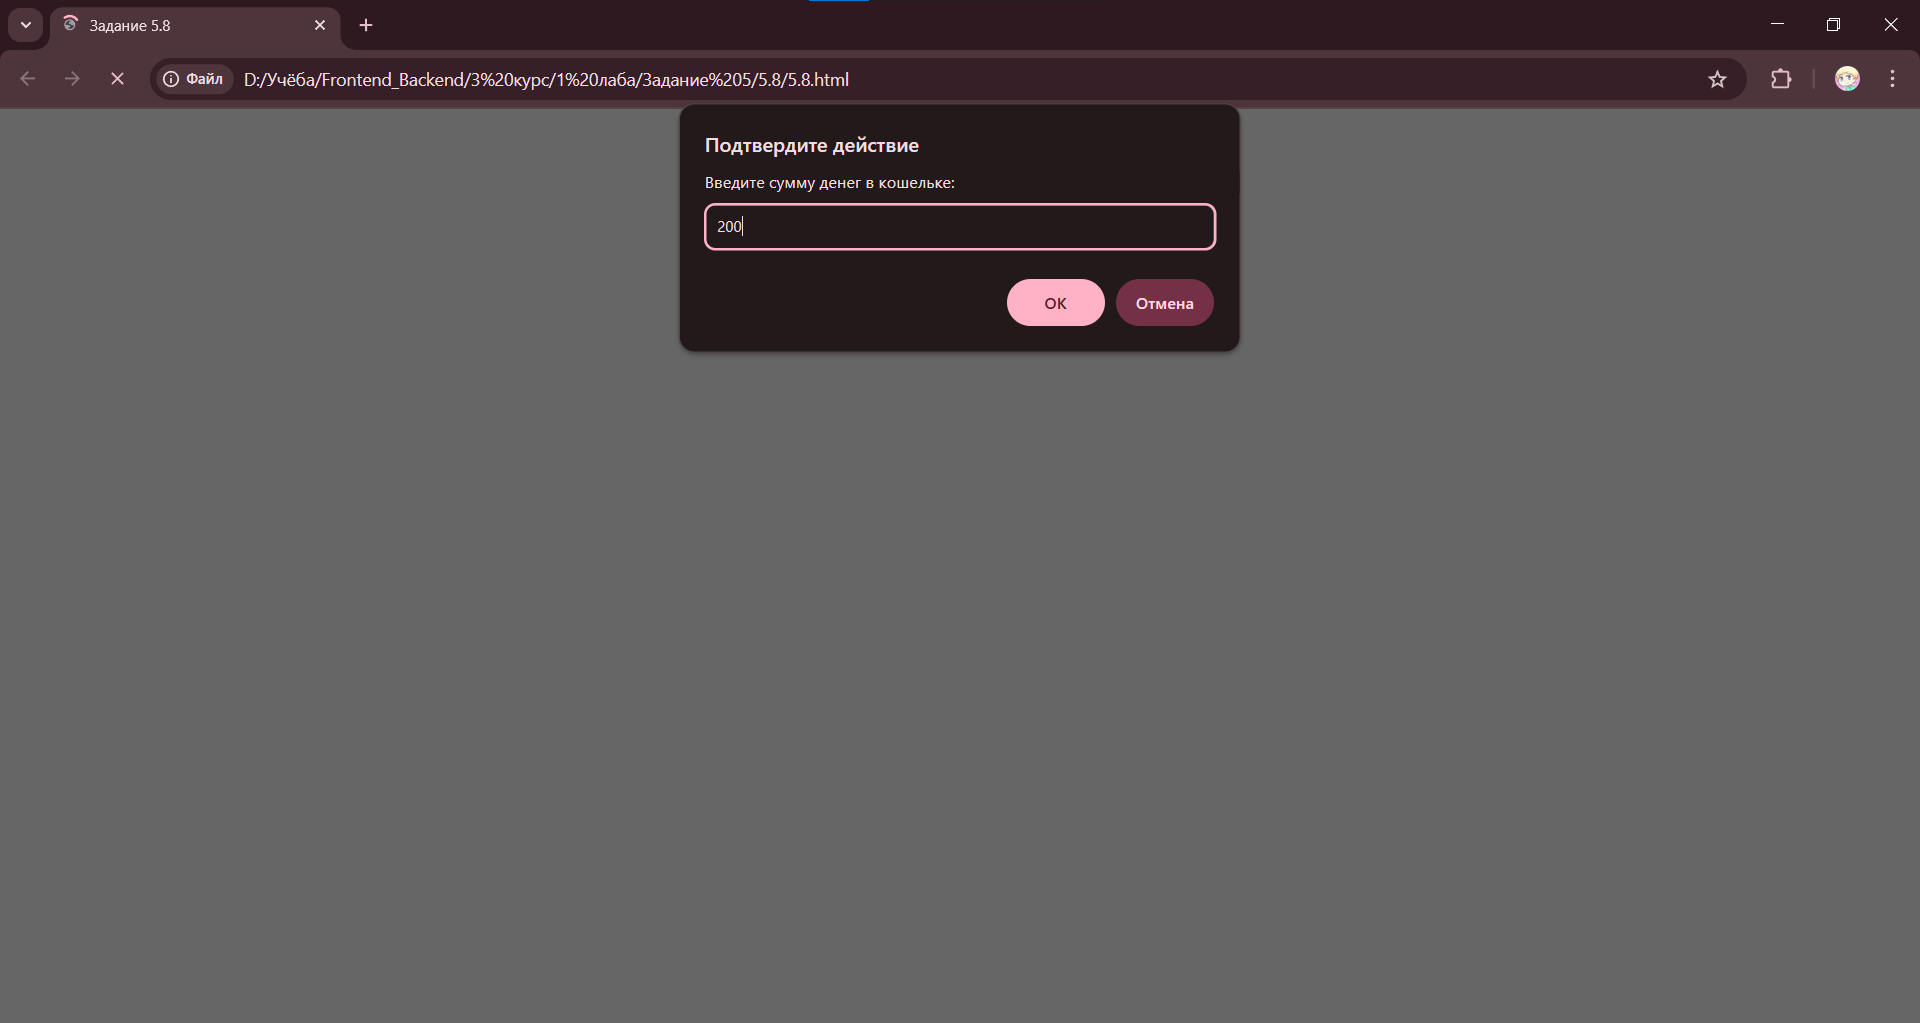 Задание 5.8
Файл D:/Учёба/Frontend_Backend/3%20курс/1%20лаба/Задание%205/5.8/5.8.html
Подтвердите действие
Введите сумму денег в кошельке:
200
ОК Отмена